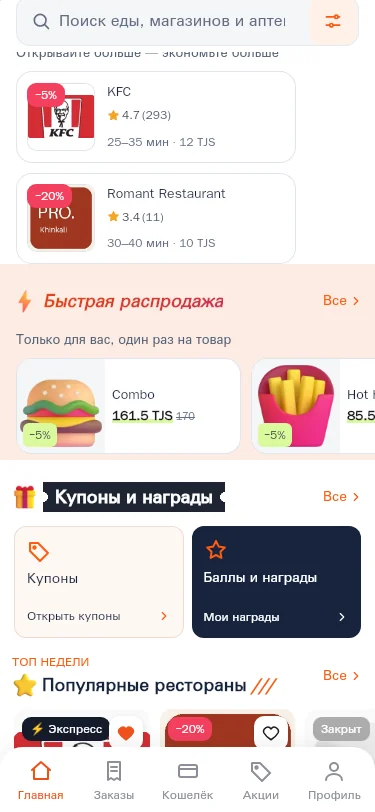 Поиск еды, магазинов и аптек
Открывайте больше — экономьте больше
−5%
KFC
KFC
4.7 (293)
25–35 мин · 12 TJS
−20%
PRO.
Khinkali
Romant Restaurant
3.4 (11)
30–40 мин · 10 TJS
Быстрая распродажа
Все
Только для вас, один раз на товар
−5%
Combo
161.5 TJS 170
−5%
Hot
85.5
Купоны и награды
Все
Купоны
Открыть купоны
Баллы и награды
Мои награды
ТОП НЕДЕЛИ
Популярные рестораны
Все
Экспресс
−20%
Закрыт
Главная
Заказы
Кошелёк
Акции
Профиль